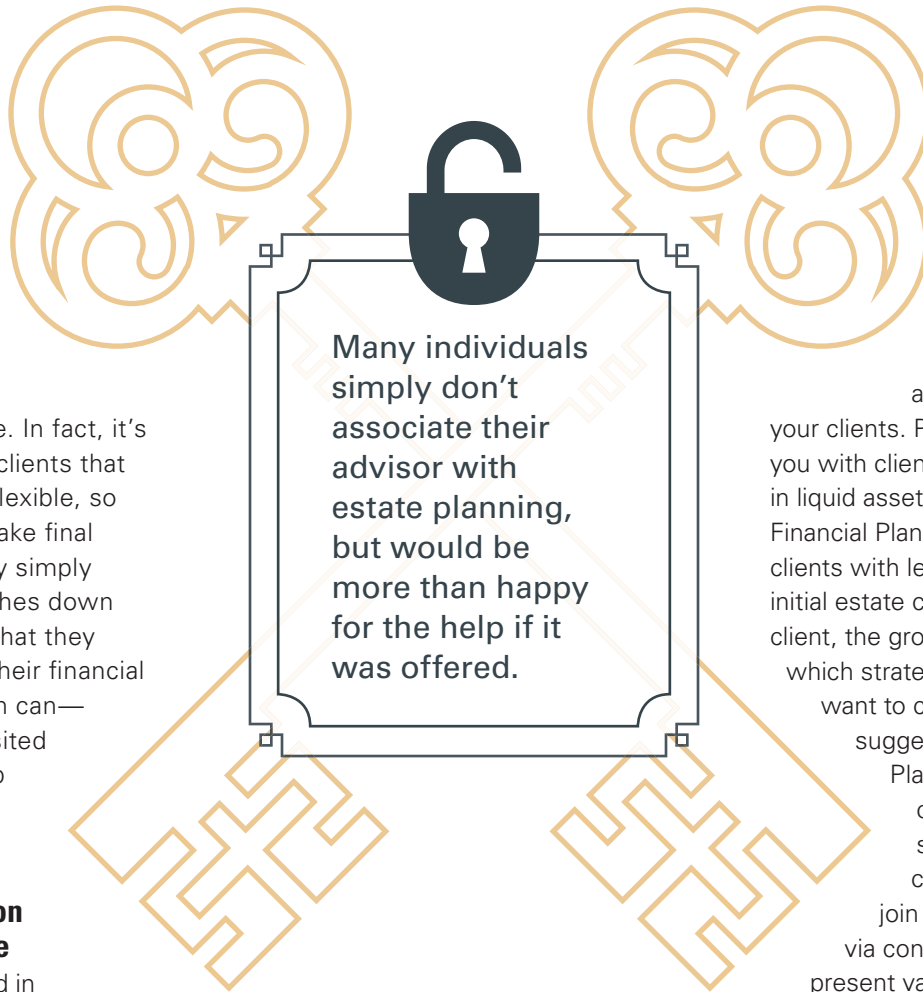 e. In fact, it's
clients that
lexible, so
ake final
y simply
ches down
hat they
heir financial
n can—
sited
o
on
e
d in
Many individuals
simply don't
associate their
advisor with
estate planning,
but would be
more than happy
for the help if it
was offered.
a
your clients. F
you with clien
in liquid asset
Financial Plan
clients with le
initial estate c
client, the gro
which strate
want to c
sugge
Pla
c
s
c
join
via con
present va